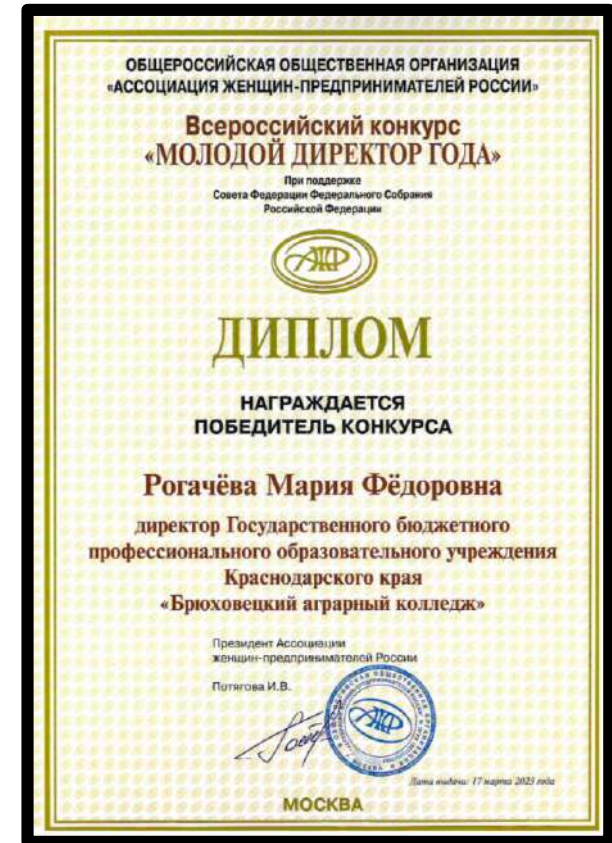 ОБЩЕРОССИЙСКАЯ ОБЩЕСТВЕННАЯ ОРГАНИЗАЦИЯ
«АССОЦИАЦИЯ ЖЕНЩИН-ПРЕДПРИНИМАТЕЛЕЙ РОССИИ»
Всероссийский конкурс
«МОЛОДОЙ ДИРЕКТОР ГОДА»
При поддержке
Совета Федерации Федерального Собрания
Российской Федерации
АЖР
ДИПЛОМ
НАГРАЖДАЕТСЯ
ПОБЕДИТЕЛЬ КОНКУРСА
Рогачёва Мария Фёдоровна
директор Государственного бюджетного
профессионального образовательного учреждения
Краснодарского края
«Брюховецкий аграрный колледж»
Президент Ассоциации
женщин-предпринимателей России
Потягова И.В.
Дата выдачи: 17 марта 2023 года
МОСКВА